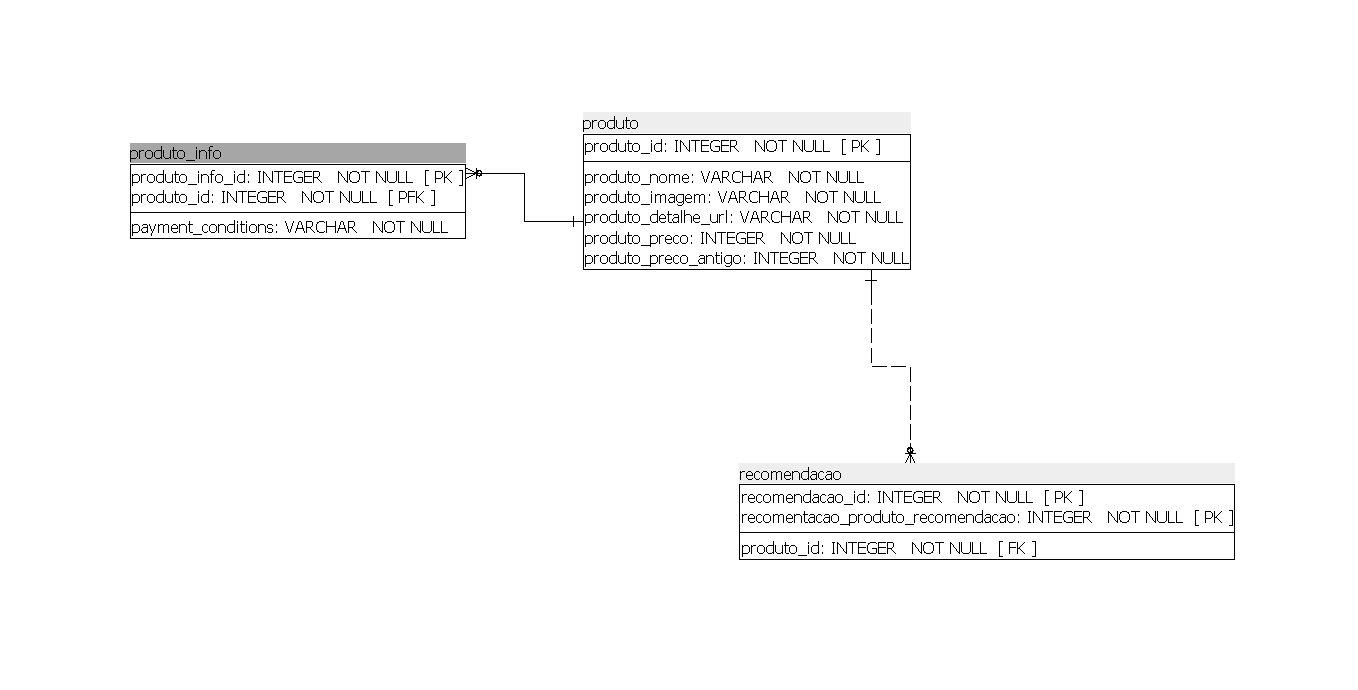 produto
produto_id: INTEGER NOT NULL [ PK ]
produto_nome: VARCHAR NOT NULL
produto_imagem: VARCHAR NOT NULL
produto_detalhe_url: VARCHAR NOT NULL
produto_preco: INTEGER NOT NULL
produto_preco_antigo: INTEGER NOT NULL
produto_info
produto_info_id: INTEGER NOT NULL [ PK ]
produto_id: INTEGER NOT NULL [ PFK ]
payment_conditions: VARCHAR NOT NULL
recomendacao
recomendacao_id: INTEGER NOT NULL [ PK ]
recomentacao_produto_recomendacao: INTEGER NOT NULL [ PK ]
produto_id: INTEGER NOT NULL [ FK ]